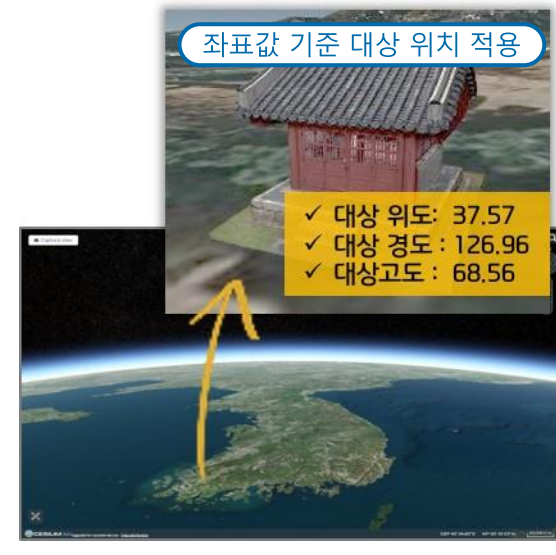 좌표값 기준 대상 위치 적용
✓ 대상 위도: 37.57
✓ 대상 경도 : 126.96
✓ 대상고도 : 68.56
CESIUM